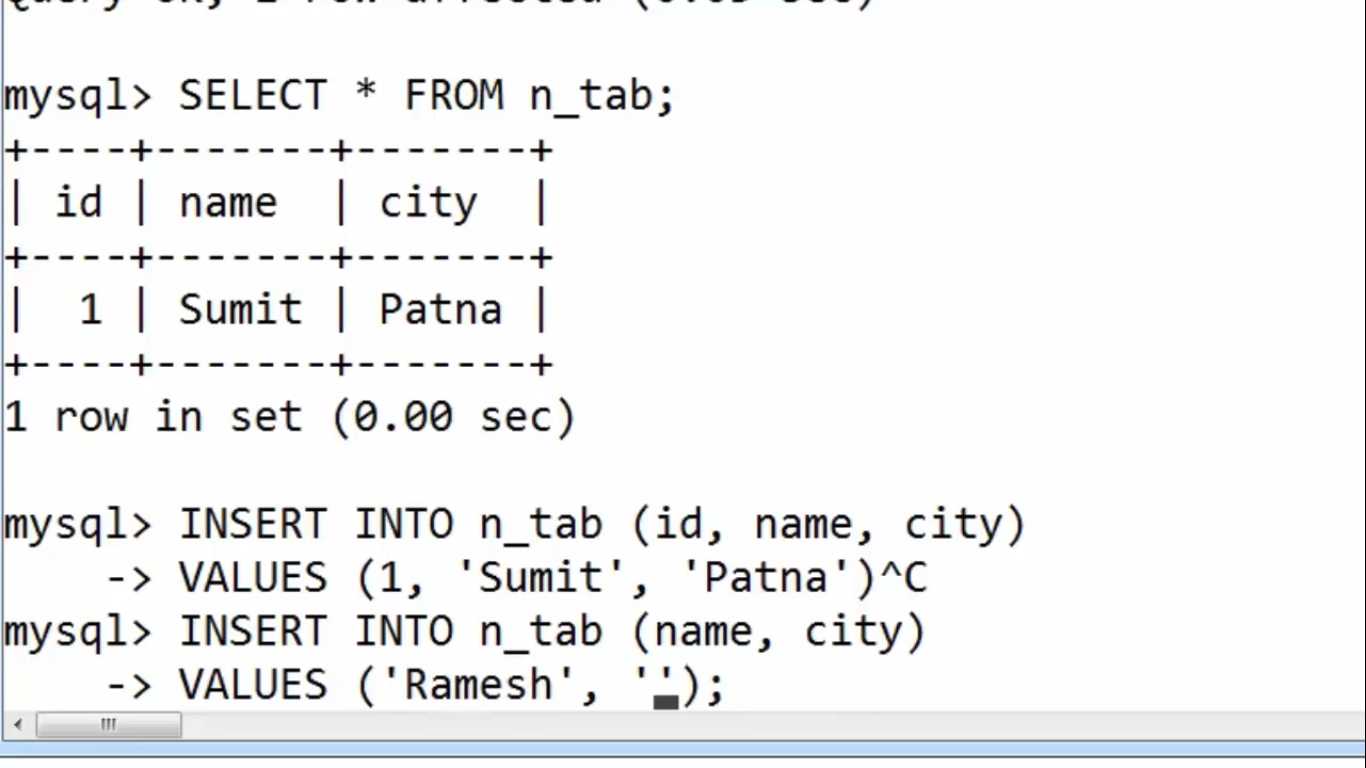 mysql> SELECT * FROM n_tab;
+----+-------+-------+
| id | name  | city  |
+----+-------+-------+
|  1 | Sumit | Patna |
+----+-------+-------+
1 row in set (0.00 sec)
mysql> INSERT INTO n_tab (id, name, city)
    -> VALUES (1, 'Sumit', 'Patna')^C
mysql> INSERT INTO n_tab (name, city)
    -> VALUES ('Ramesh', '');